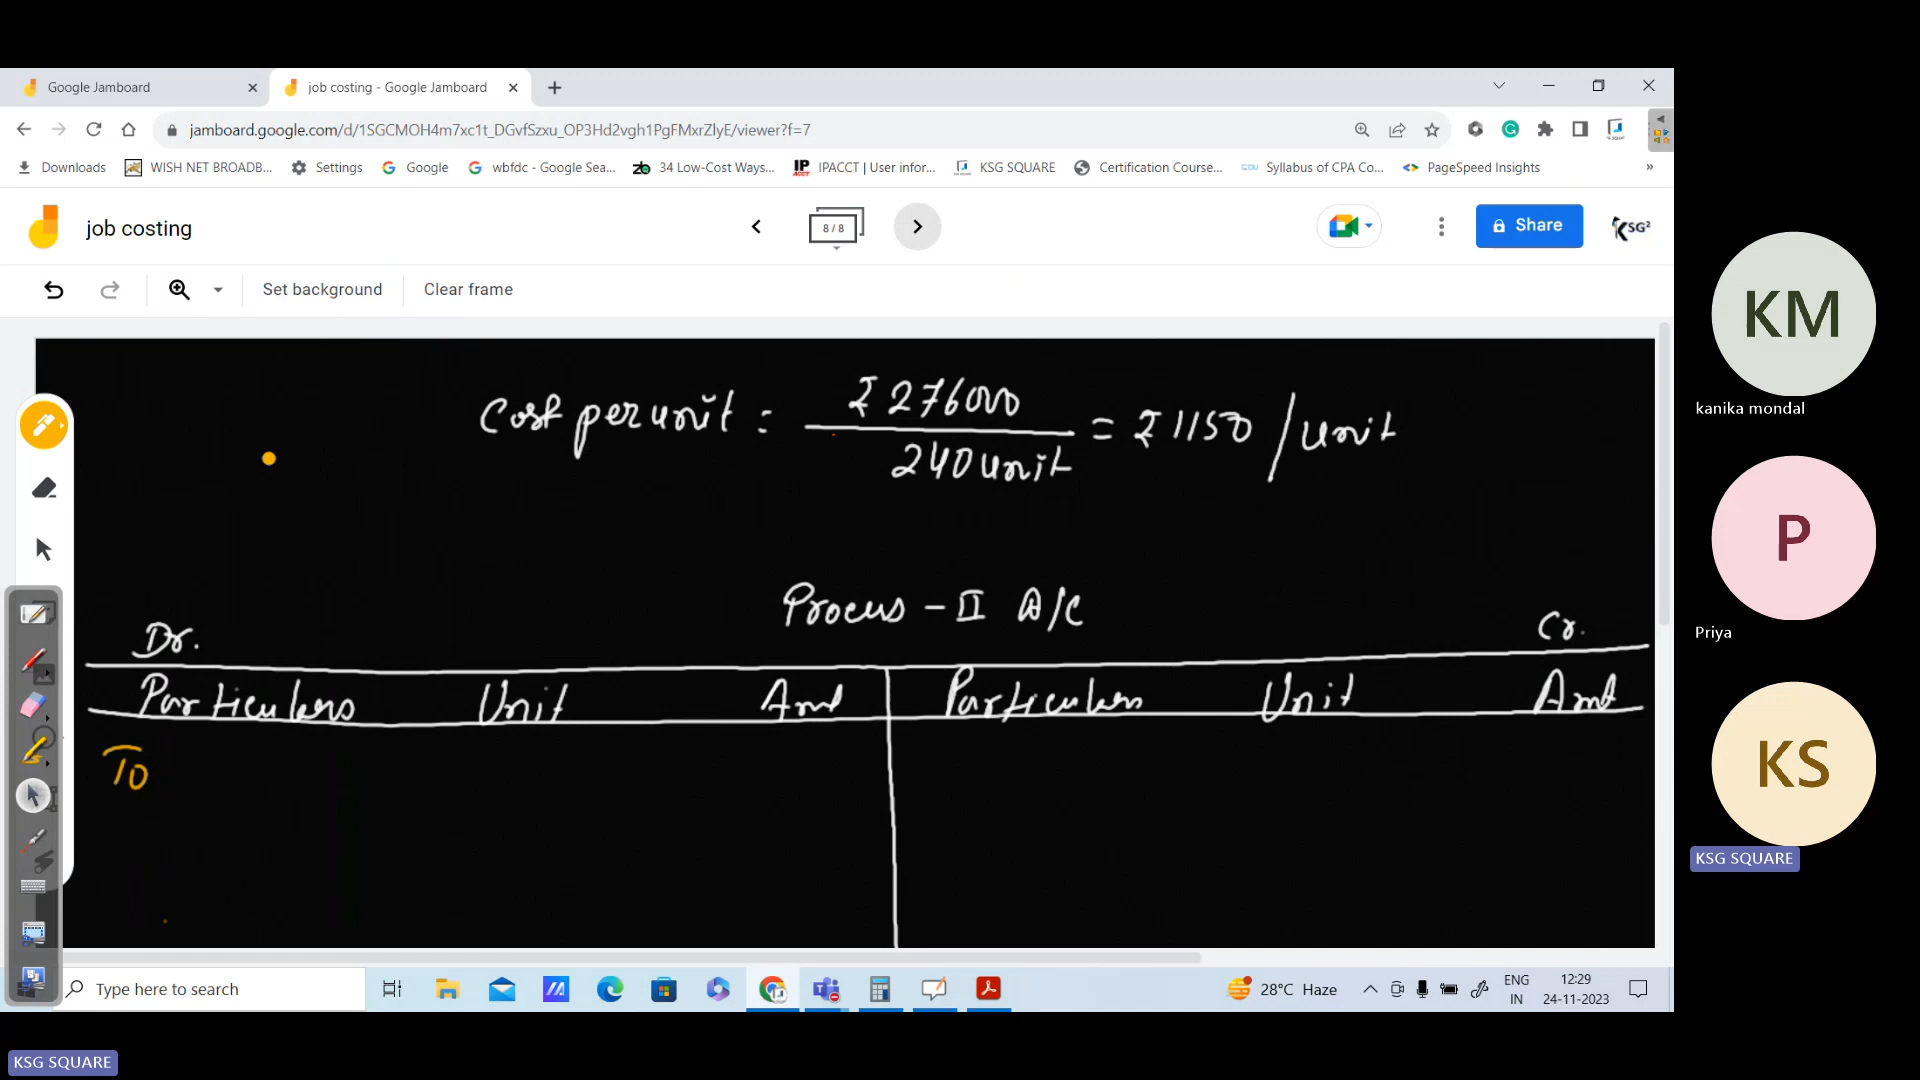 Google Jamboard
job costing - Google Jamboard
jamboard.google.com/d/1SGCMOH4m7xc1t_DGvfSzxu_OP3Hd2vgh1PgFMxrZlyE/viewer?f=7
Downloads WISH NET BROADB... Settings Google wbfdc - Google Sea... 34 Low-Cost Ways... IPACCT | User infor... KSG SQUARE Certification Course... Syllabus of CPA Co... PageSpeed Insights »
job costing
8 / 8
Share
KSG²
Set background
Clear frame
Cost per unit = ₹ 276000 / 240 unit = ₹ 1150 / unit
Process - II A/C
Dr. Cr.
Particulars Unit Amt Particulars Unit Amt
To
Type here to search
28°C Haze
ENG
IN
12:29
24-11-2023
KM
kanika mondal
P
Priya
KS
KSG SQUARE
KSG SQUARE